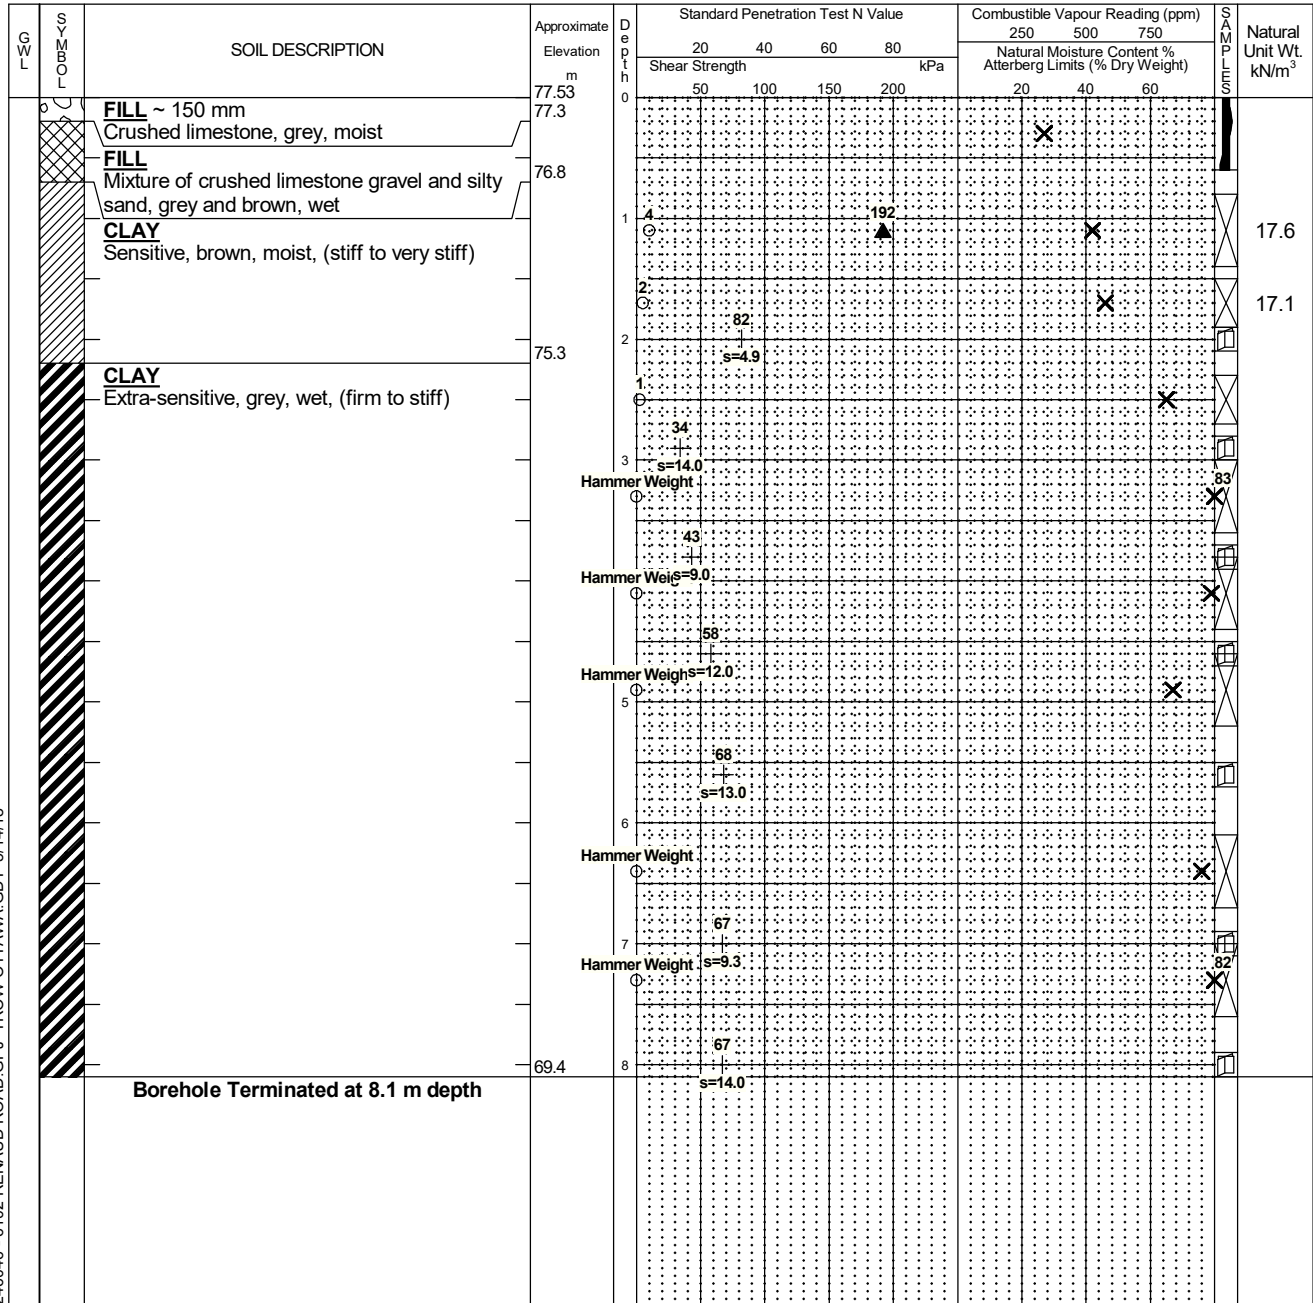 GWL
SYMBOL
SOIL DESCRIPTION
Approximate
Elevation
m
77.53
Depth
Standard Penetration Test N Value
20 40 60 80
Shear Strength kPa
50 100 150 200
Combustible Vapour Reading (ppm)
250 500 750
Natural Moisture Content %
Atterberg Limits (% Dry Weight)
20 40 60
SAMPLES
Natural
Unit Wt.
kN/m³
0
FILL ~ 150 mm
77.3
Crushed limestone, grey, moist
FILL
76.8
Mixture of crushed limestone gravel and silty
sand, grey and brown, wet
CLAY
Sensitive, brown, moist, (stiff to very stiff)
1
4
192
17.6
2
17.1
82
2
s=4.9
75.3
CLAY
Extra-sensitive, grey, wet, (firm to stiff)
1
34
3
s=14.0
Hammer Weight
83
43
s=9.0
Hammer Weig
58
s=12.0
Hammer Weigh
5
68
s=13.0
6
Hammer Weight
67
7
s=9.3
Hammer Weight
82
67
69.4
8
s=14.0
Borehole Terminated at 8.1 m depth